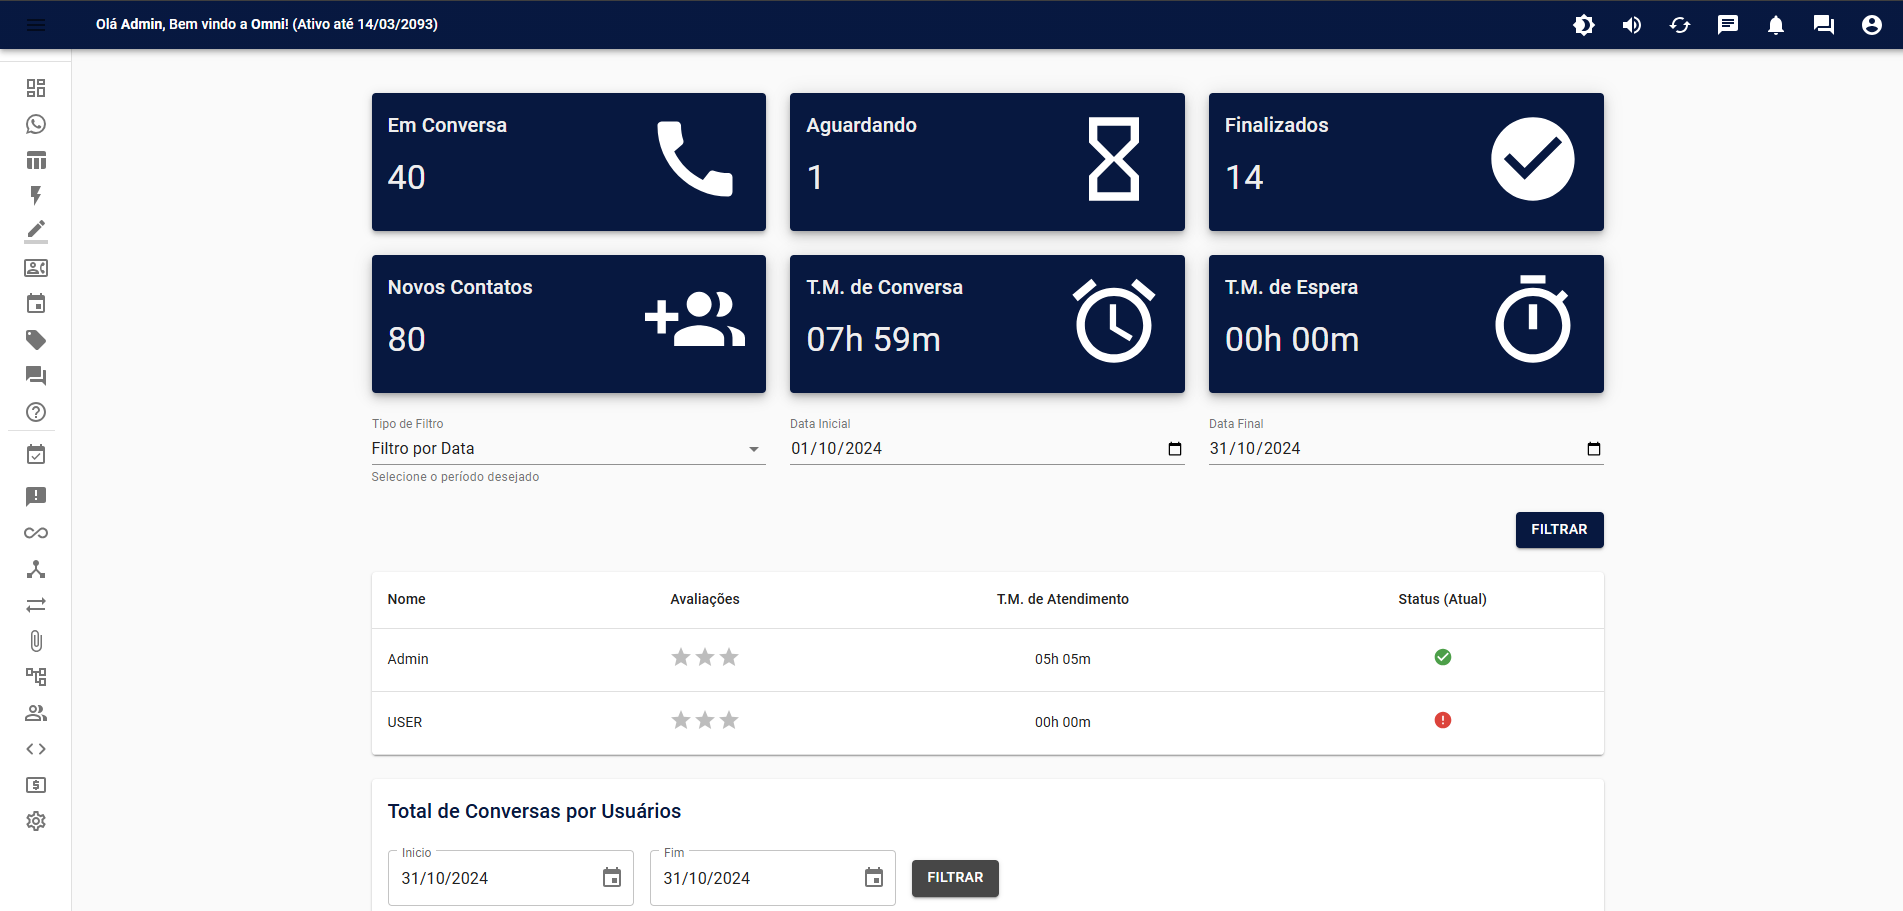 Olá Admin, Bem vindo a Omni! (Ativo até 14/03/2093)
Em Conversa
40
Aguardando
1
Finalizados
14
Novos Contatos
80
T.M. de Conversa
07h 59m
T.M. de Espera
00h 00m
Tipo de Filtro
Filtro por Data
Selecione o período desejado
Data Inicial
01/10/2024
Data Final
31/10/2024
FILTRAR
Nome Avaliações T.M. de Atendimento Status (Atual)
Admin 05h 05m
USER 00h 00m
Total de Conversas por Usuários
Inicio
31/10/2024
Fim
31/10/2024
FILTRAR